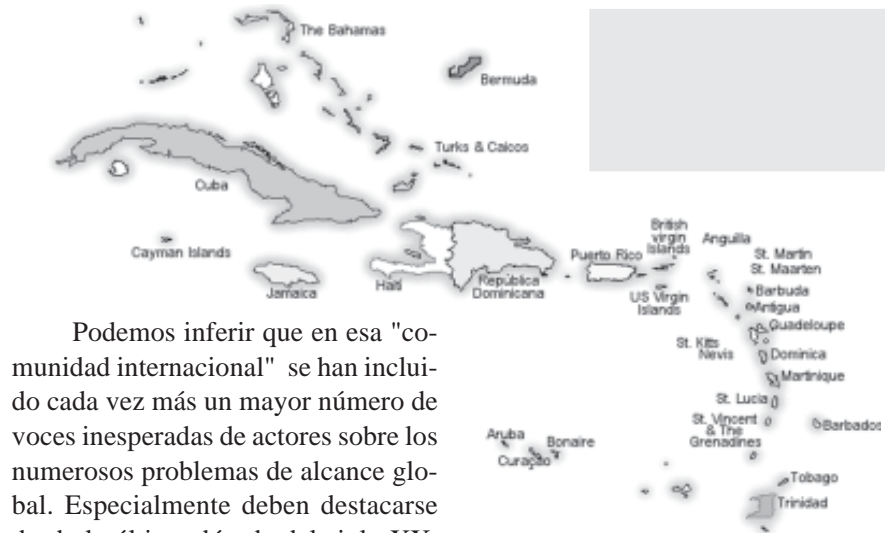 The Bahamas
Bermuda
Turks & Caicos
Cuba
Cayman Islands
Jamaica
Haití
República
Dominicana
Puerto Rico
British
virgin
Islands
US Virgin
Islands
Anguilla
St. Martin
St. Maarten
Barbuda
Antigua
Guadeloupe
St. Kitts
Nevis
Dominica
Martinique
St. Lucia
St. Vincent
& The
Grenadines
Barbados
Aruba
Bonaire
Curaçao
Tobago
Trinidad
Podemos inferir que en esa "co-
munidad internacional" se han inclui-
do cada vez más un mayor número de
voces inesperadas de actores sobre los
numerosos problemas de alcance glo-
bal. Especialmente deben destacarse